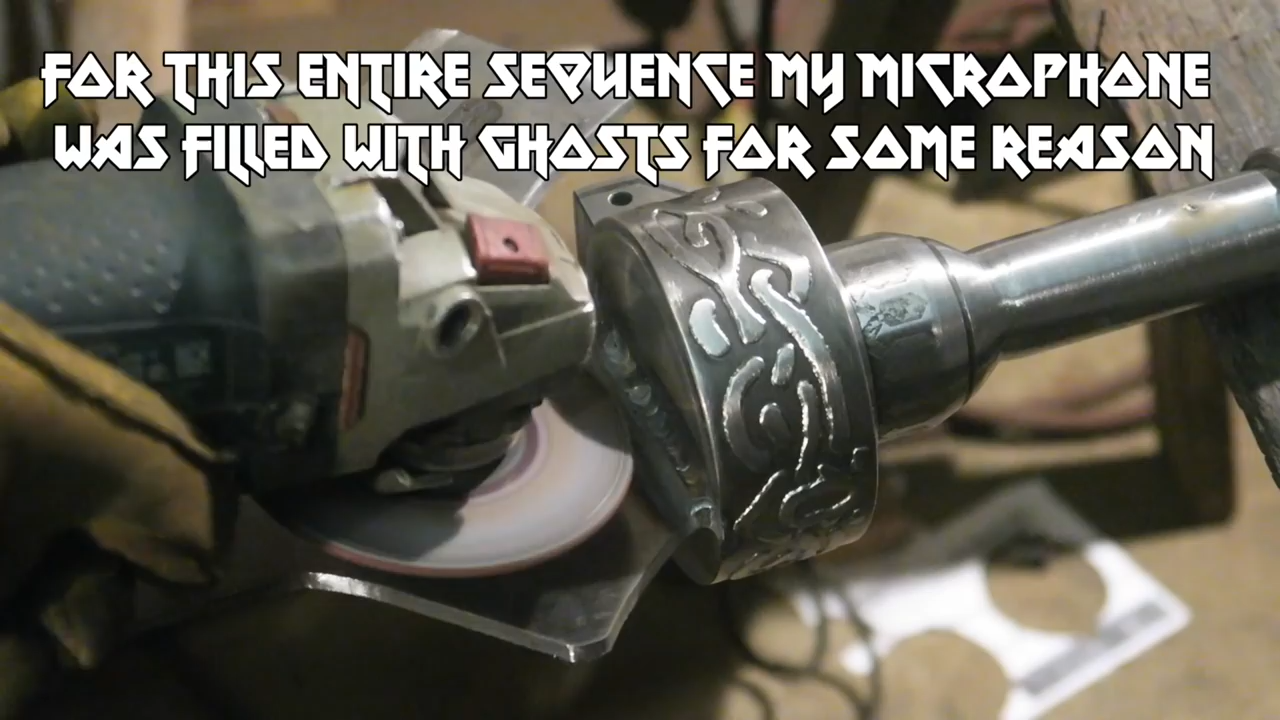 FOR THIS ENTIRE SEQUENCE MY MICROPHONE
WAS FILLED WITH GHOSTS FOR SOME REASON